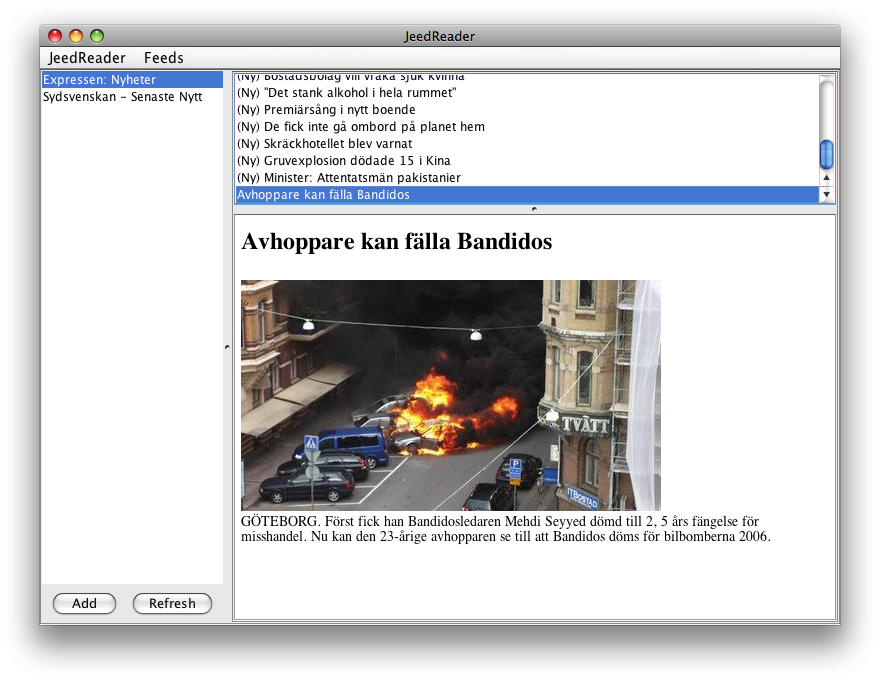 JeedReader
JeedReader Feeds
Expressen: Nyheter
Sydsvenskan - Senaste Nytt
(Ny) Bostadsbolag vill vräka sjuk kvinna
(Ny) "Det stank alkohol i hela rummet"
(Ny) Premiärsång i nytt boende
(Ny) De fick inte gå ombord på planet hem
(Ny) Skräckhotellet blev varnat
(Ny) Gruvexplosion dödade 15 i Kina
(Ny) Minister: Attentatsmän pakistanier
Avhoppare kan fälla Bandidos
Avhoppare kan fälla Bandidos
TVÄTT
P
ITBOSTAD
GÖTEBORG. Först fick han Bandidosledaren Mehdi Seyyed dömd till 2, 5 års fängelse för
misshandel. Nu kan den 23-årige avhopparen se till att Bandidos döms för bilbomberna 2006.
Add Refresh